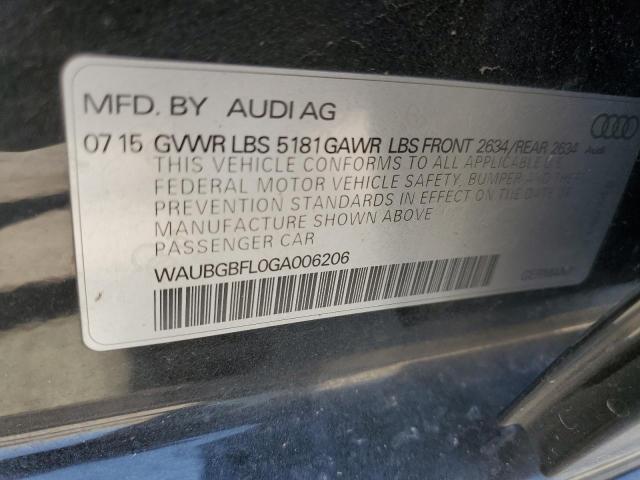 MFD. BY AUDI AG
07 15 GVWR LBS 5181 GAWR LBS FRONT 2634/REAR 2634
Audi
THIS VEHICLE CONFORMS TO ALL APPLICABLE U.S.
FEDERAL MOTOR VEHICLE SAFETY, BUMPER AND THEFT
PREVENTION STANDARDS IN EFFECT ON THE DATE OF
MANUFACTURE SHOWN ABOVE
PASSENGER CAR
WAUBGBFL0GA006206
GERMANY